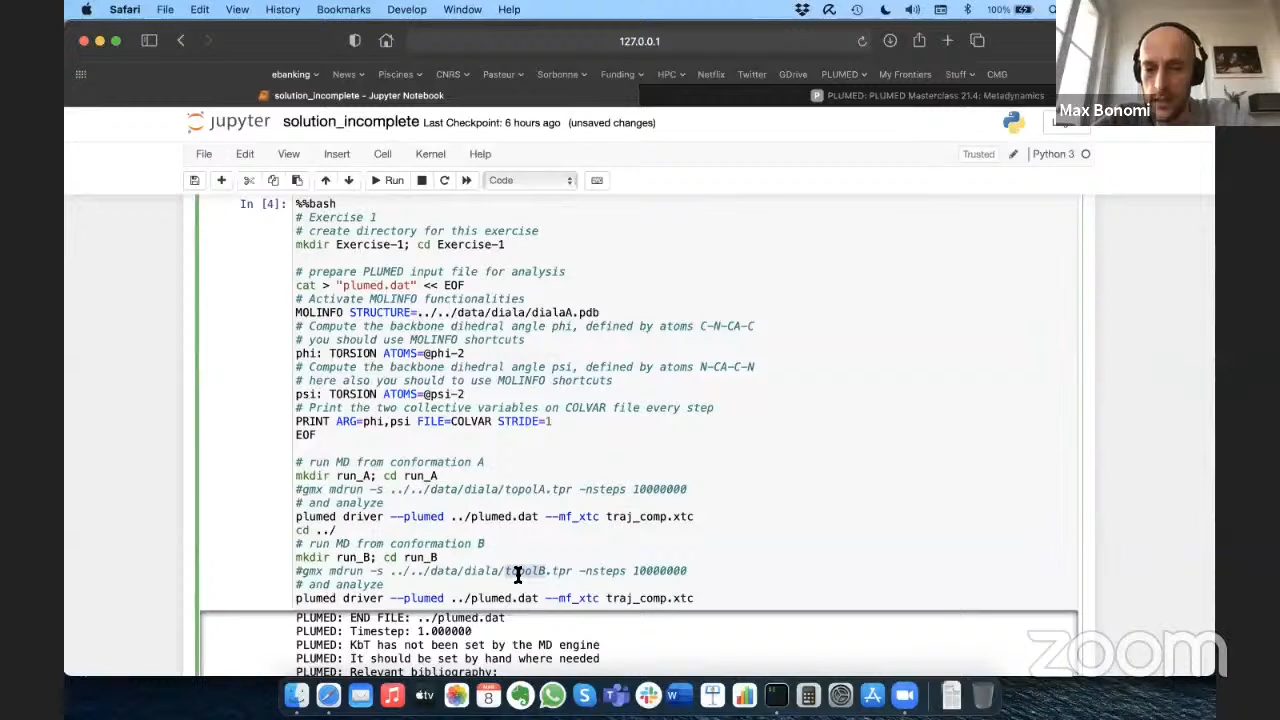 Safari File Edit View History Bookmarks Develop Window Help 100%
127.0.0.1
ebanking News Piscines CNRS Pasteur Sorbonne Funding HPC Netflix Twitter GDrive PLUMED My Frontiers Stuff CMG
solution_incomplete - Jupyter Notebook P PLUMED: PLUMED Masterclass 21.4: Metadynamics
Max Bonomi
jupyter solution_incomplete Last Checkpoint: 6 hours ago (unsaved changes)
File Edit View Insert Cell Kernel Help Trusted Python 3
Run Code
In [4]: %%bash
# Exercise 1
# create directory for this exercise
mkdir Exercise-1; cd Exercise-1
# prepare PLUMED input file for analysis
cat > "plumed.dat" << EOF
# Activate MOLINFO functionalities
MOLINFO STRUCTURE=../../data/diala/dialaA.pdb
# Compute the backbone dihedral angle phi, defined by atoms C-N-CA-C
# you should use MOLINFO shortcuts
phi: TORSION ATOMS=@phi-2
# Compute the backbone dihedral angle psi, defined by atoms N-CA-C-N
# here also you should to use MOLINFO shortcuts
psi: TORSION ATOMS=@psi-2
# Print the two collective variables on COLVAR file every step
PRINT ARG=phi,psi FILE=COLVAR STRIDE=1
EOF
# run MD from conformation A
mkdir run_A; cd run_A
#gmx mdrun -s ../../data/diala/topolA.tpr -nsteps 10000000
# and analyze
plumed driver --plumed ../plumed.dat --mf_xtc traj_comp.xtc
cd ../
# run MD from conformation B
mkdir run_B; cd run_B
#gmx mdrun -s ../../data/diala/topolB.tpr -nsteps 10000000
# and analyze
plumed driver --plumed ../plumed.dat --mf_xtc traj_comp.xtc
PLUMED: END FILE: ../plumed.dat
PLUMED: Timestep: 1.000000
PLUMED: KbT has not been set by the MD engine
PLUMED: It should be set by hand where needed
PLUMED: Relevant bibliography:
zoom
tv 8